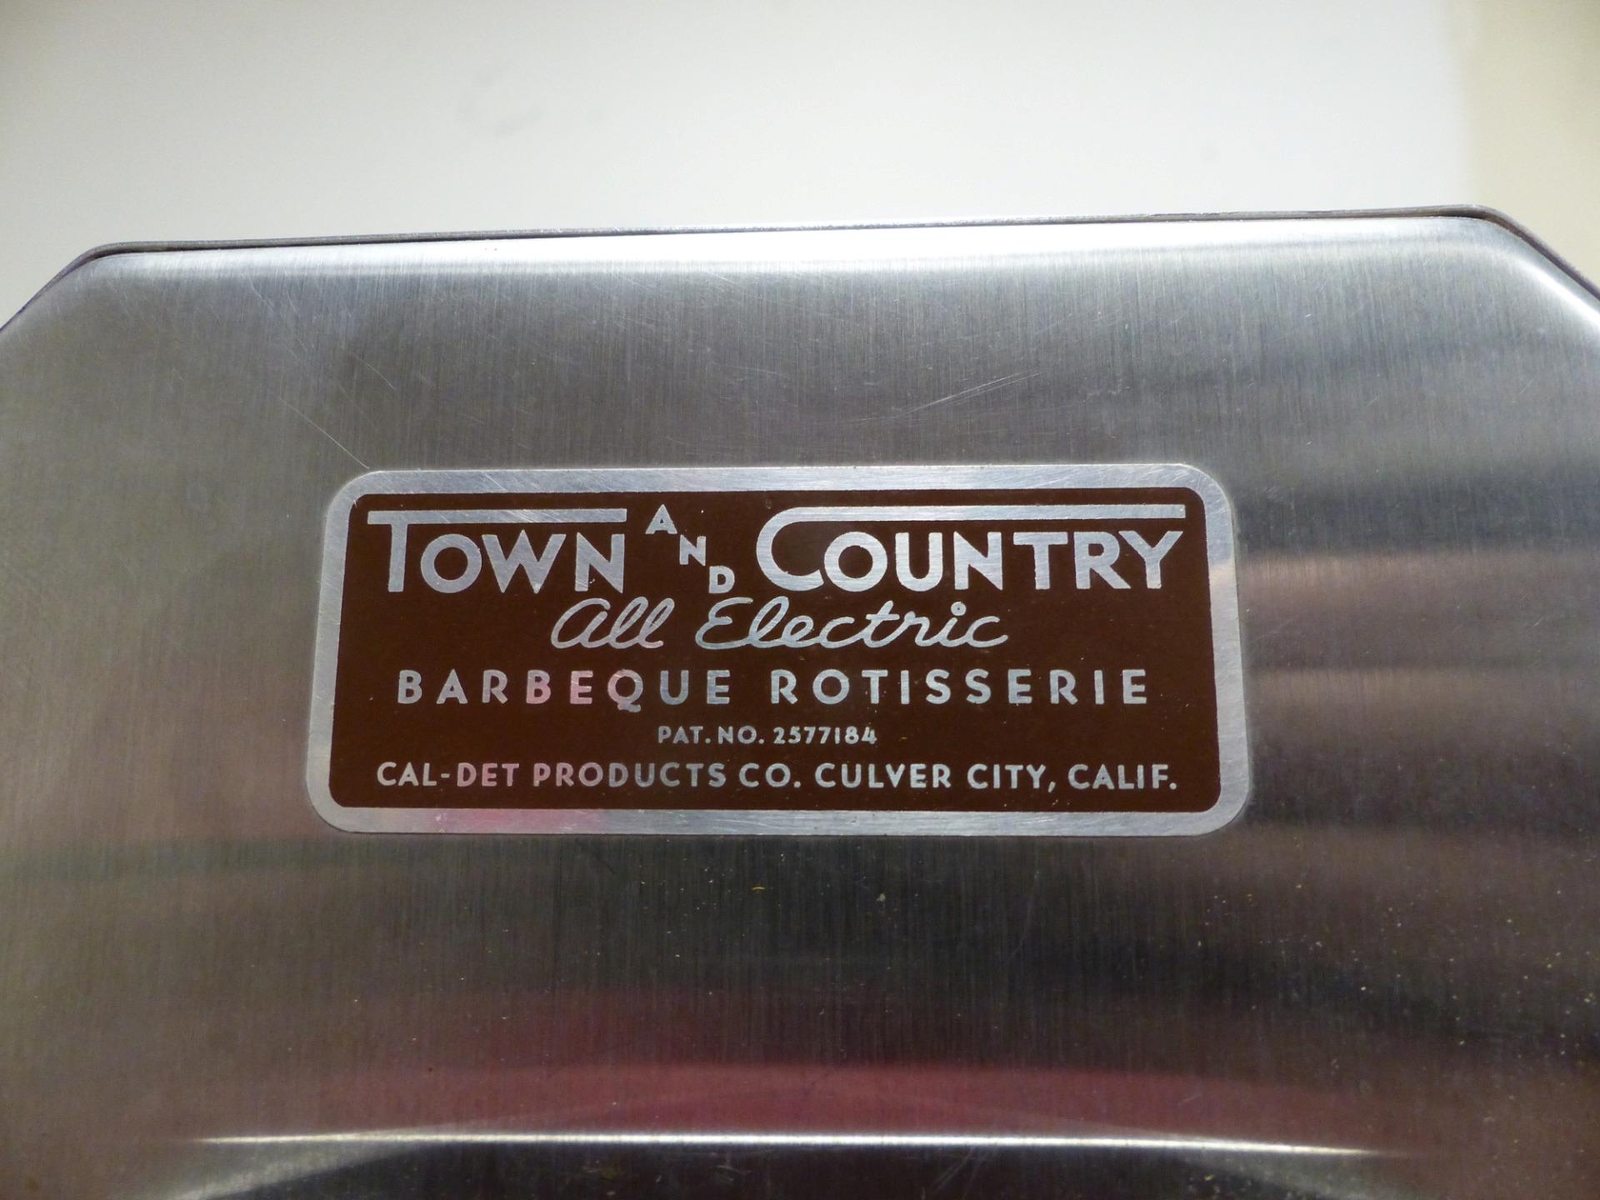 TOWN AND COUNTRY
All Electric
BARBEQUE ROTISSERIE
PAT. NO. 2577184
CAL-DET PRODUCTS CO. CULVER CITY, CALIF.